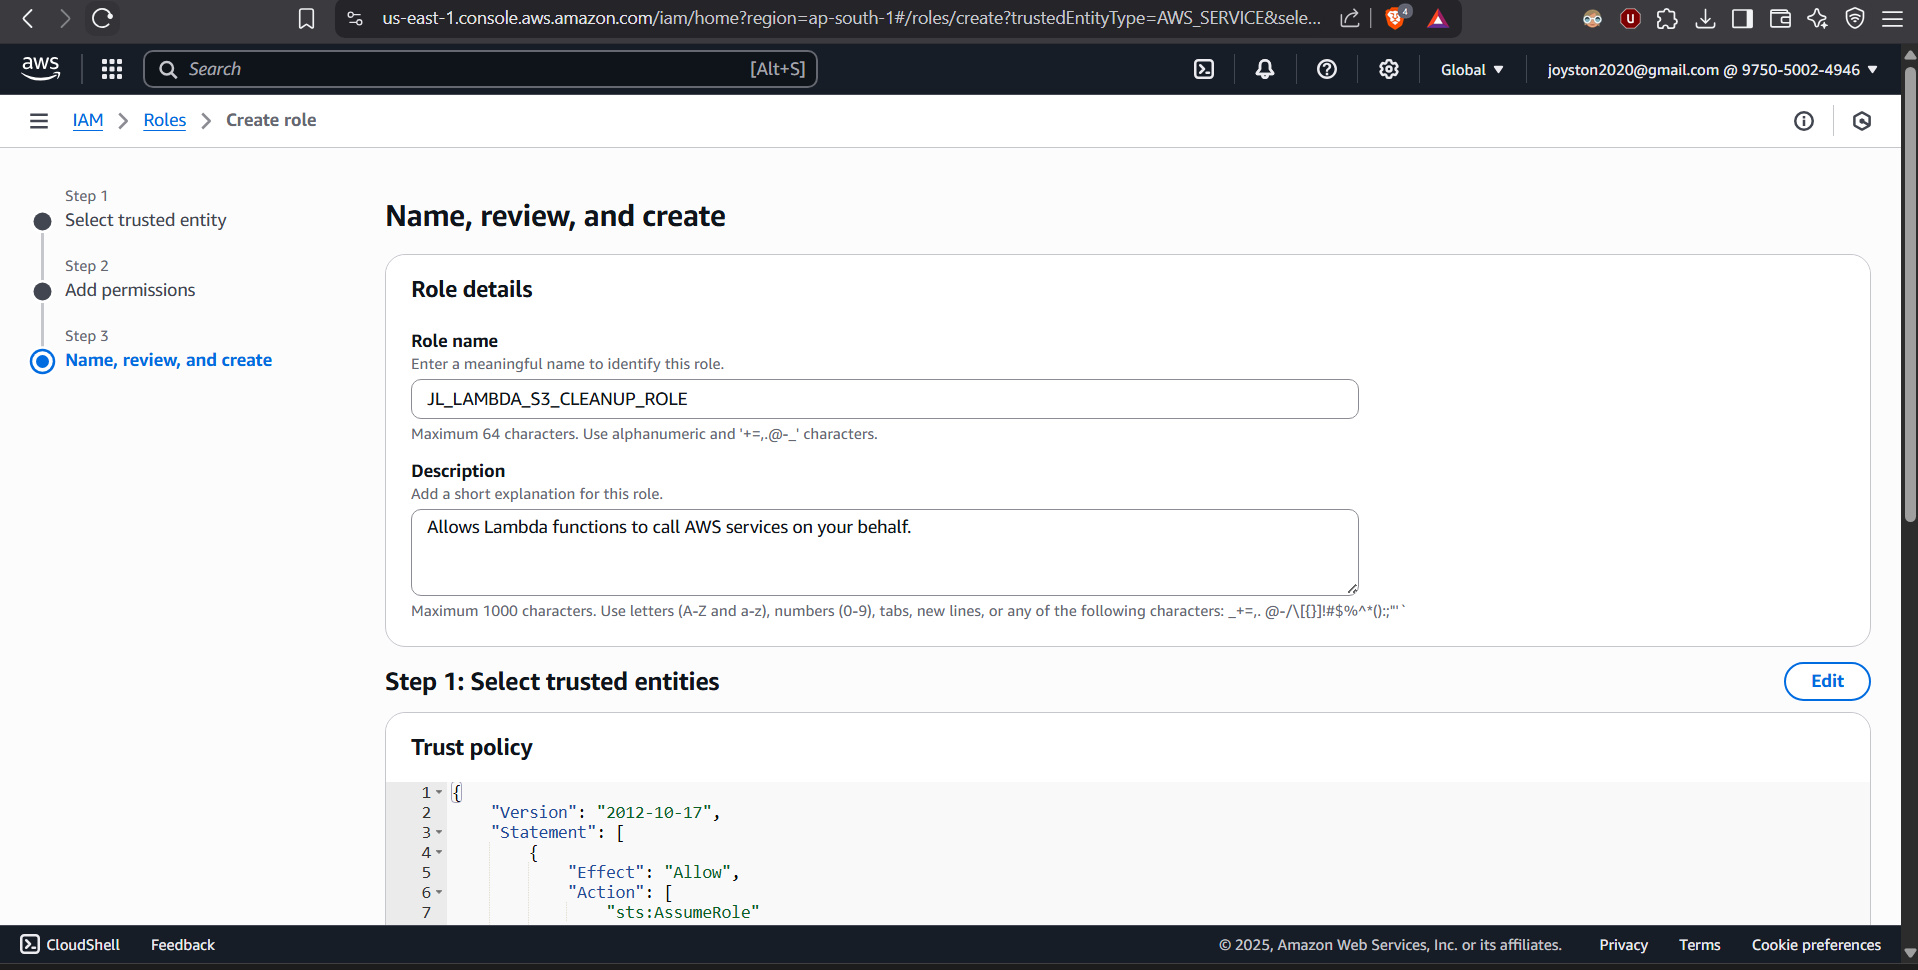 us-east-1.console.aws.amazon.com/iam/home?region=ap-south-1#/roles/create?trustedEntityType=AWS_SERVICE&sele...
4
aws
Search
[Alt+S]
Global
joyston2020@gmail.com @ 9750-5002-4946
IAM
Roles
Create role
Step 1
Select trusted entity
Step 2
Add permissions
Step 3
Name, review, and create
Name, review, and create
Role details
Role name
Enter a meaningful name to identify this role.
JL_LAMBDA_S3_CLEANUP_ROLE
Maximum 64 characters. Use alphanumeric and '+=,.@-_' characters.
Description
Add a short explanation for this role.
Allows Lambda functions to call AWS services on your behalf.
Maximum 1000 characters. Use letters (A-Z and a-z), numbers (0-9), tabs, new lines, or any of the following characters: _+=,. @-/\[{}]!#$%^*();:"'`
Step 1: Select trusted entities
Edit
Trust policy
1 {
2 "Version": "2012-10-17",
3 "Statement": [
4 {
5 "Effect": "Allow",
6 "Action": [
7 "sts:AssumeRole"
CloudShell
Feedback
© 2025, Amazon Web Services, Inc. or its affiliates.
Privacy
Terms
Cookie preferences